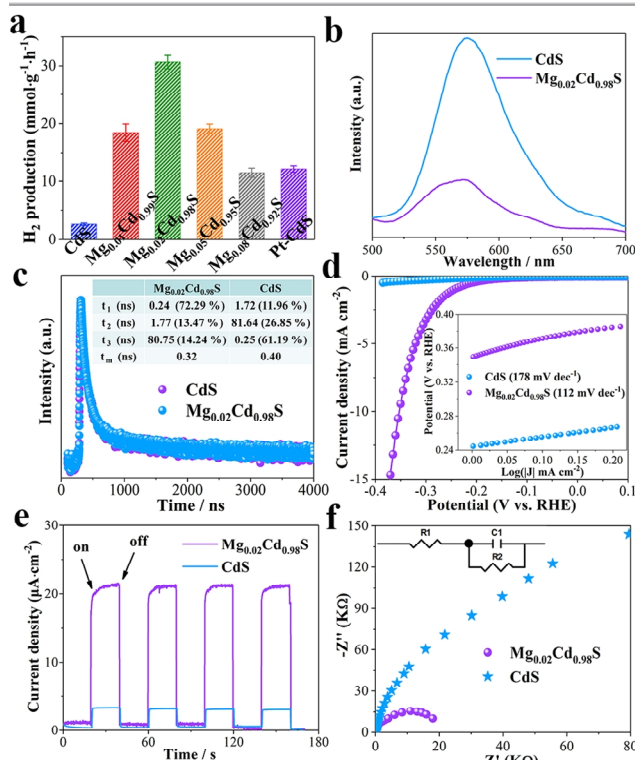 a
H2 production (mmol·g-1·h-1)
30
20
10
0
CdS
Mg0.01Cd0.99S
Mg0.02Cd0.98S
Mg0.05Cd0.95S
Mg0.08Cd0.92S
Pt-CdS
b
Intensity (a.u.)
CdS
Mg0.02Cd0.98S
500 550 600 650 700
Wavelength / nm
c
Intensity (a.u.)
Mg0.02Cd0.98S CdS
t1 (ns) 0.24 (72.29 %) 1.72 (11.96 %)
t2 (ns) 1.77 (13.47 %) 81.64 (26.85 %)
t3 (ns) 80.75 (14.24 %) 0.25 (61.19 %)
tm (ns) 0.32 0.40
CdS
Mg0.02Cd0.98S
0 1000 2000 3000 4000
Time / ns
d
Current density (mA cm-2)
0
-5
-10
-15
-0.4 -0.3 -0.2 -0.1 0.0 0.1
Potential (V vs. RHE)
Potential (V vs. RHE)
0.40
0.36
0.32
0.28
0.24
CdS (178 mV dec-1)
Mg0.02Cd0.98S (112 mV dec-1)
0.00 0.05 0.10 0.15 0.20
Log(|J| mA cm-2)
e
Current density (μA·cm-2)
30
20
10
0
on
off
Mg0.02Cd0.98S
CdS
0 60 120 180
Time / s
f
-Z'' (KΩ)
150
120
90
60
30
0
R1
C1
R2
Mg0.02Cd0.98S
CdS
0 20 40 60 80
Z' (KΩ)